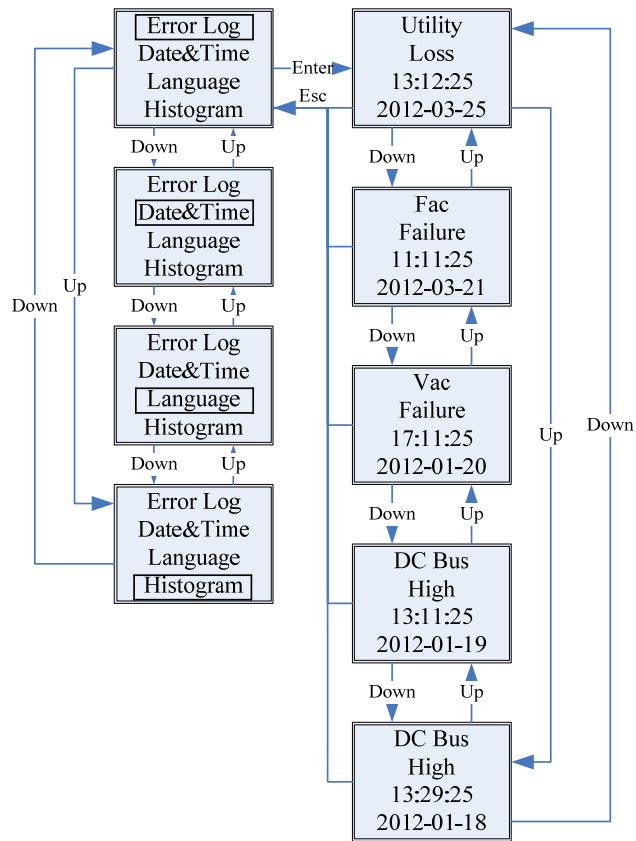 Error Log
Date&Time
Language
Histogram
Enter
Esc
Utility
Loss
13:12:25
2012-03-25
Down
Up
Down
Up
Error Log
Date&Time
Language
Histogram
Fac
Failure
11:11:25
2012-03-21
Up
Down
Down
Up
Down
Up
Error Log
Date&Time
Language
Histogram
Vac
Failure
17:11:25
2012-01-20
Up
Down
Down
Up
Down
Up
Error Log
Date&Time
Language
Histogram
DC Bus
High
13:11:25
2012-01-19
Down
Up
DC Bus
High
13:29:25
2012-01-18